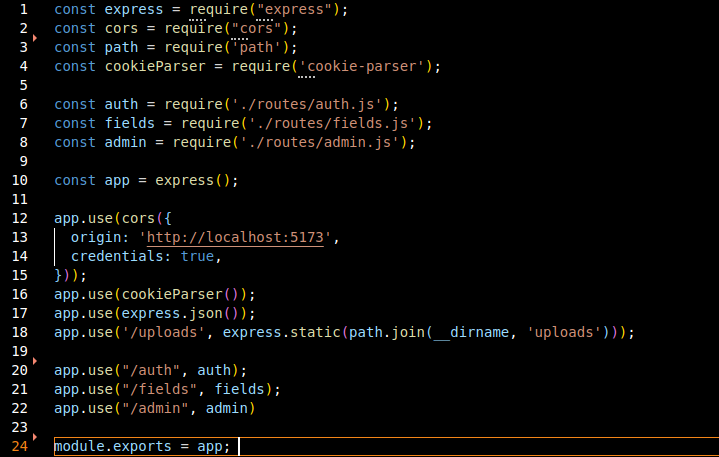 1 const express = require("express");
2 const cors = require("cors");
3 const path = require('path');
4 const cookieParser = require('cookie-parser');
5
6 const auth = require('./routes/auth.js');
7 const fields = require('./routes/fields.js');
8 const admin = require('./routes/admin.js');
9
10 const app = express();
11
12 app.use(cors({
13   origin: 'http://localhost:5173',
14   credentials: true,
15 }));
16 app.use(cookieParser());
17 app.use(express.json());
18 app.use('/uploads', express.static(path.join(__dirname, 'uploads')));
19
20 app.use("/auth", auth);
21 app.use("/fields", fields);
22 app.use("/admin", admin)
23
24 module.exports = app;